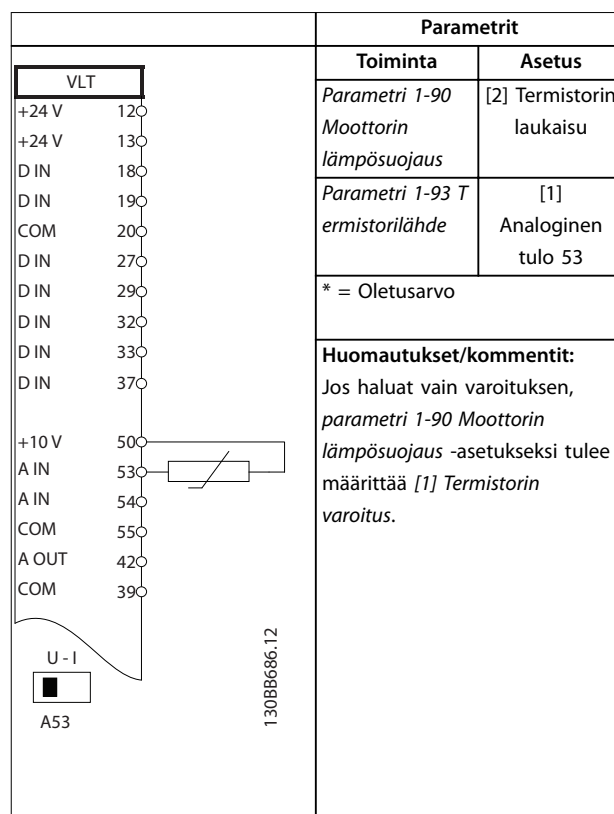 VLT
+24 V 12
+24 V 13
D IN 18
D IN 19
COM 20
D IN 27
D IN 29
D IN 32
D IN 33
D IN 37
+10 V 50
A IN 53
A IN 54
COM 55
A OUT 42
COM 39
U - I
A53
130BB686.12
Parametrit
Toiminta Asetus
Parametri 1-90
Moottorin
lämpösuojaus
[2] Termistorin
laukaisu
Parametri 1-93 T
ermistorilähde
[1]
Analoginen
tulo 53
* = Oletusarvo
Huomautukset/kommentit:
Jos haluat vain varoituksen,
parametri 1-90 Moottorin
lämpösuojaus -asetukseksi tulee
määrittää [1] Termistorin
varoitus.